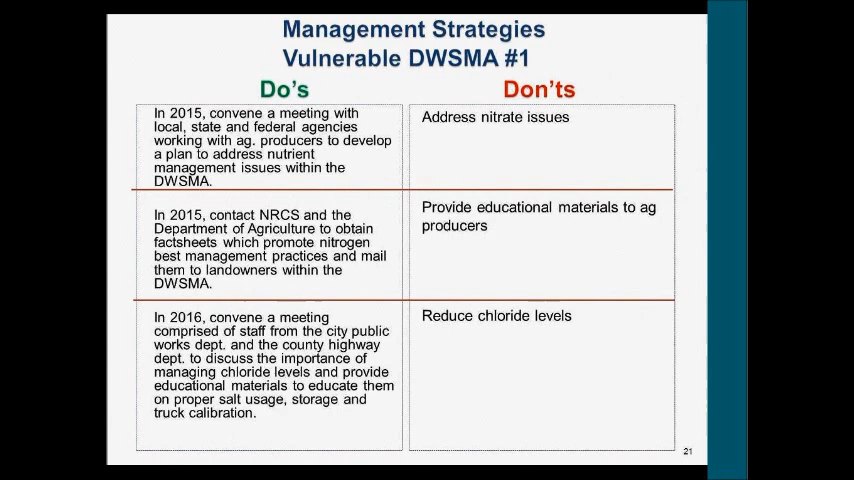 Management Strategies
Vulnerable DWSMA #1
Do's
Don'ts
In 2015, convene a meeting with
local, state and federal agencies
working with ag. producers to develop
a plan to address nutrient
management issues within the
DWSMA.
Address nitrate issues
In 2015, contact NRCS and the
Department of Agriculture to obtain
factsheets which promote nitrogen
best management practices and mail
them to landowners within the
DWSMA.
Provide educational materials to ag
producers
In 2016, convene a meeting
comprised of staff from the city public
works dept. and the county highway
dept. to discuss the importance of
managing chloride levels and provide
educational materials to educate them
on proper salt usage, storage and
truck calibration.
Reduce chloride levels
21